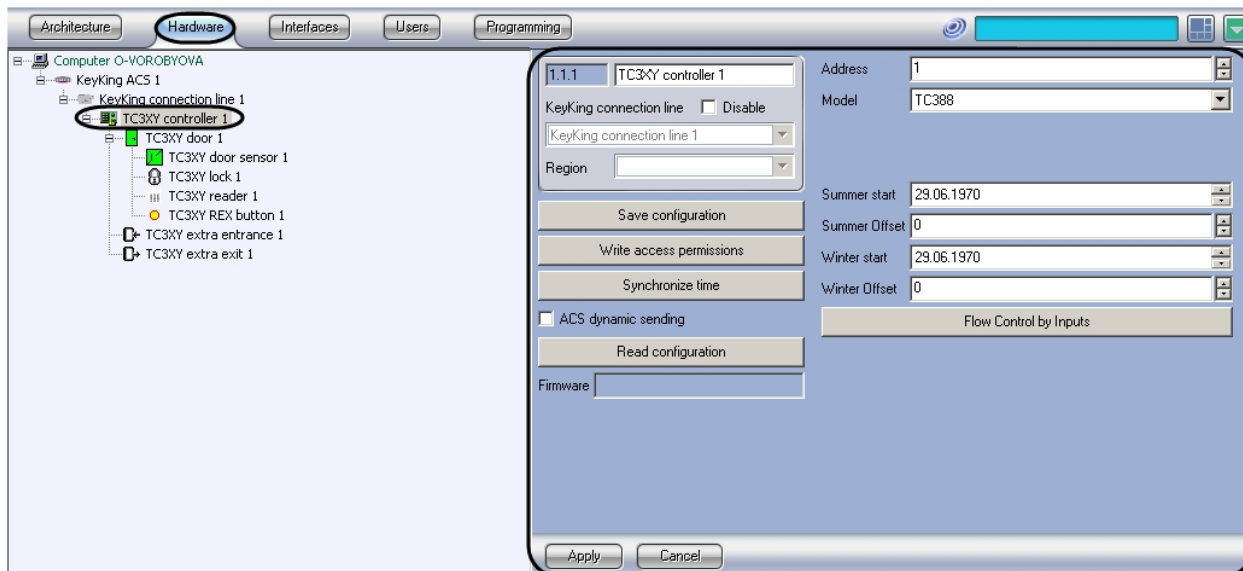 Architecture
Hardware
Interfaces
Users
Programming
Computer O-VOROBYOVA
KeyKing ACS 1
KeyKing connection line 1
TC3XY controller 1
TC3XY door 1
TC3XY door sensor 1
TC3XY lock 1
TC3XY reader 1
TC3XY REX button 1
TC3XY extra entrance 1
TC3XY extra exit 1
1.1.1
TC3XY controller 1
KeyKing connection line
Disable
KeyKing connection line 1
Region
Save configuration
Write access permissions
Synchronize time
ACS dynamic sending
Read configuration
Firmware
Address
1
Model
TC388
Summer start
29.06.1970
Summer Offset
0
Winter start
29.06.1970
Winter Offset
0
Flow Control by Inputs
Apply
Cancel